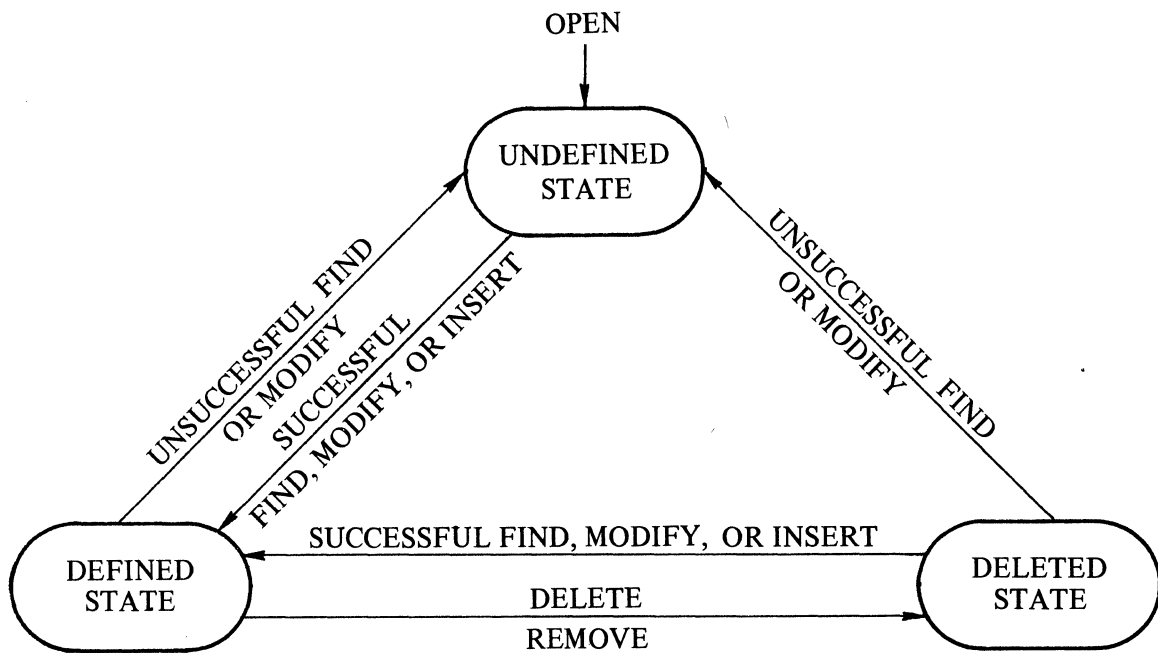 OPEN
UNDEFINED
STATE
UNSUCCESSFUL FIND
OR MODIFY
SUCCESSFUL
FIND, MODIFY, OR INSERT
UNSUCCESSFUL FIND
OR MODIFY
SUCCESSFUL FIND, MODIFY, OR INSERT
DEFINED
STATE
DELETE
REMOVE
DELETED
STATE